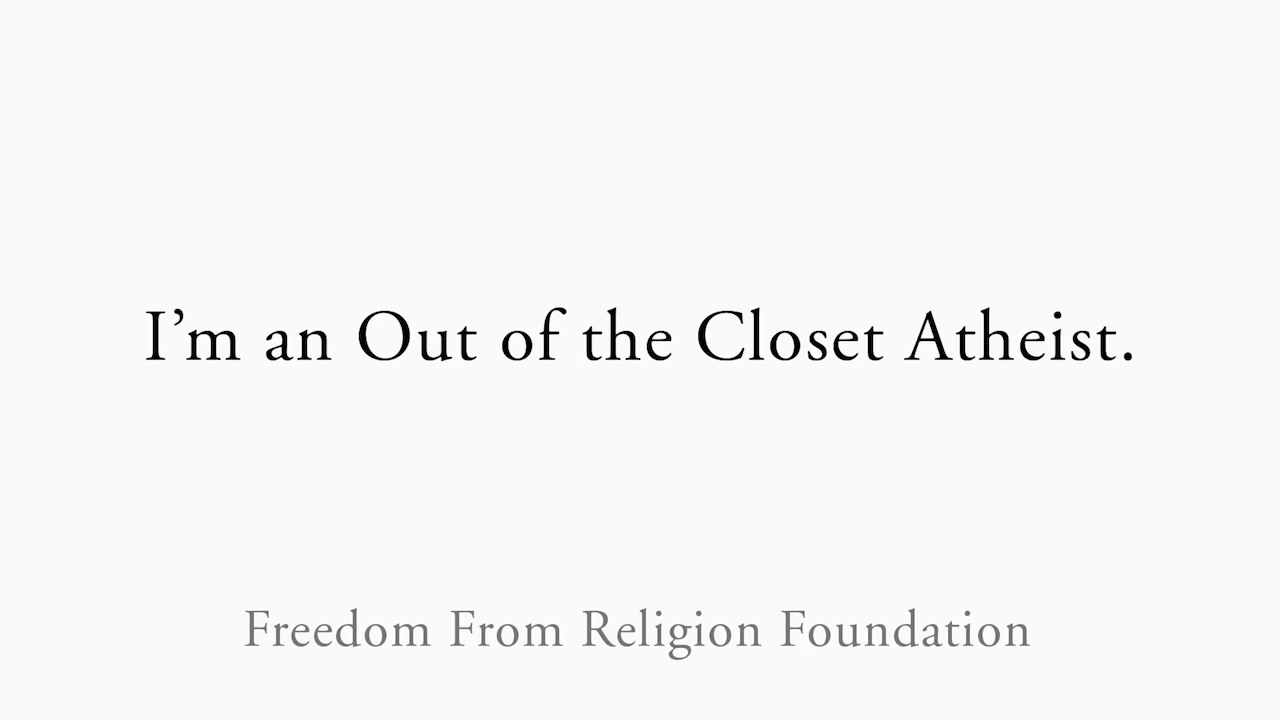 I’m an Out of the Closet Atheist.
Freedom From Religion Foundation